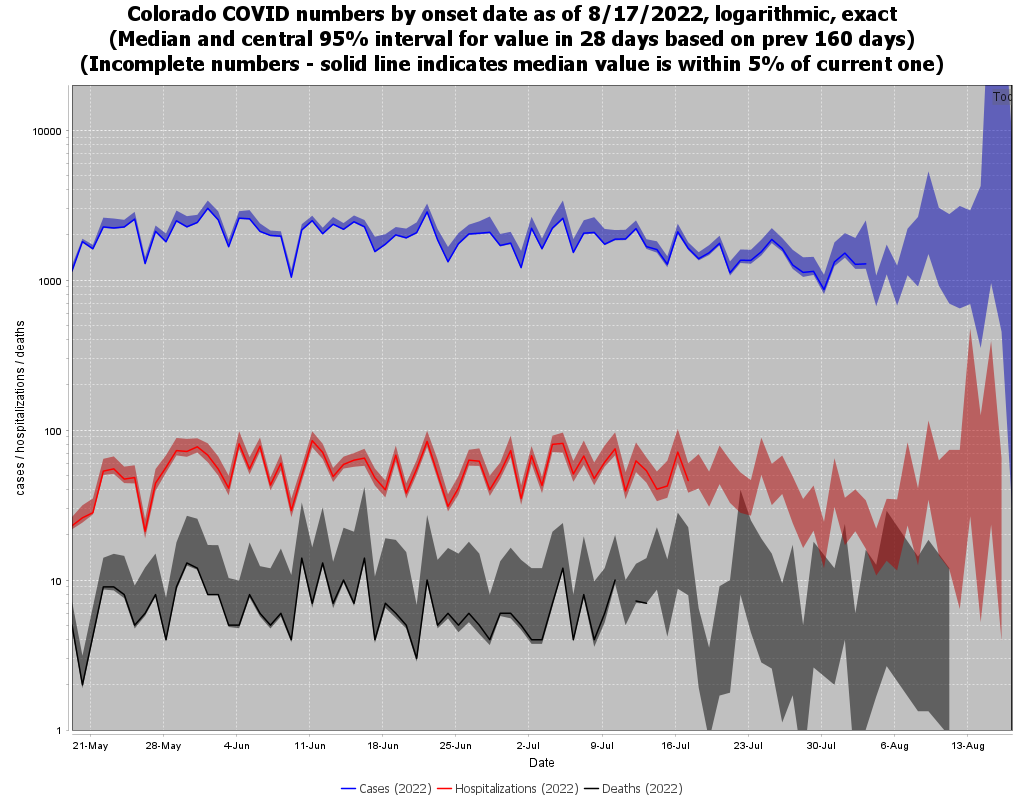 Colorado COVID numbers by onset date as of 8/17/2022, logarithmic, exact
(Median and central 95% interval for value in 28 days based on prev 160 days)
(Incomplete numbers - solid line indicates median value is within 5% of current one)
10000
1000
100
10
1
cases / hospitalizations / deaths
21-May 28-May 4-Jun 11-Jun 18-Jun 25-Jun 2-Jul 9-Jul 16-Jul 23-Jul 30-Jul 6-Aug 13-Aug
Date
Cases (2022) Hospitalizations (2022) Deaths (2022)